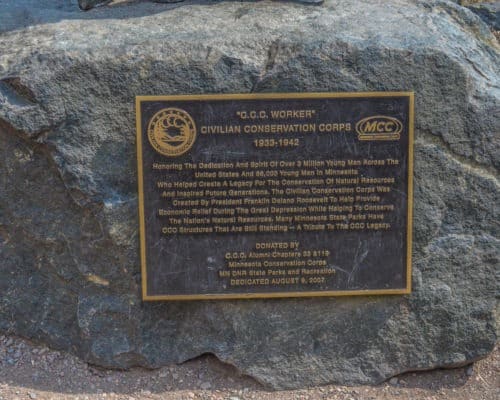 "C.C.C. WORKER"
CIVILIAN CONSERVATION CORPS
MCC
1933-1942
Honoring The Dedication And Spirit Of Over 3 Million Young Men Across The
United States And 86,000 Young Men In Minnesota
Who Helped Create A Legacy For The Conservation Of Natural Resources
And Inspired Future Generations. The Civilian Conservation Corps Was
Created By President Franklin Delano Roosevelt To Help Provide
Economic Relief During The Great Depression While Helping To Conserve
The Nation's Natural Resources. Many Minnesota State Parks Have
CCC Structures That Are Still Standing – A Tribute To The CCC Legacy.
DONATED BY
C.C.C. Alumni Chapters 33 &119
Minnesota Conservation Corps
MN DNR State Parks and Recreation
DEDICATED AUGUST 9, 2007